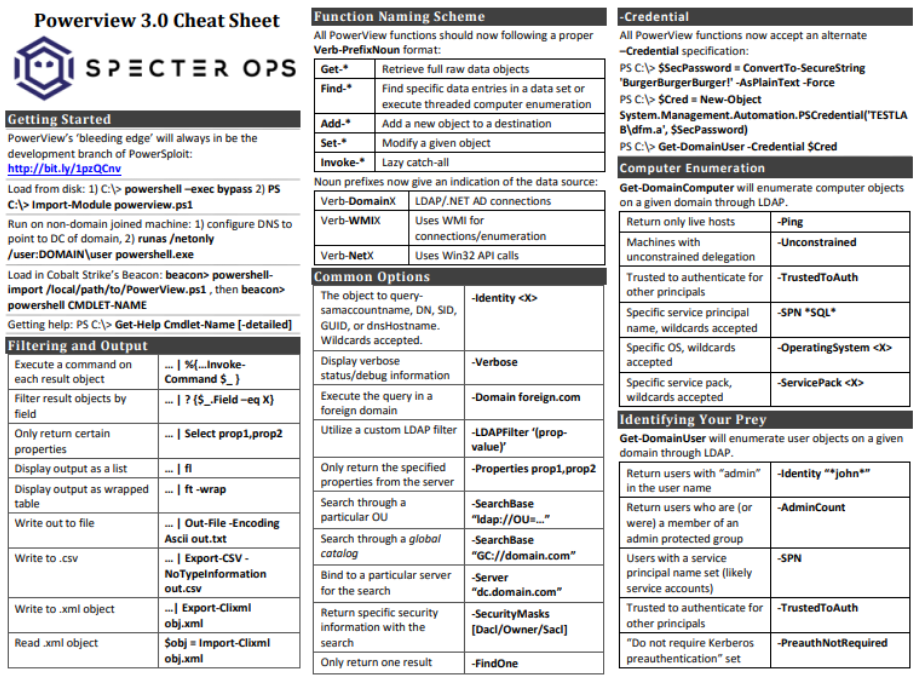 Powerview 3.0 Cheat Sheet
SPECTER OPS
Getting Started
PowerView's 'bleeding edge' will always in be the
development branch of PowerSploit:
http://bit.ly/1pzQCnv
Load from disk: 1) C:\> powershell –exec bypass 2) PS
C:\> Import-Module powerview.ps1
Run on non-domain joined machine: 1) configure DNS to
point to DC of domain, 2) runas /netonly
/user:DOMAIN\user powershell.exe
Load in Cobalt Strike's Beacon: beacon> powershell-
import /local/path/to/PowerView.ps1 , then beacon>
powershell CMDLET-NAME
Getting help: PS C:\> Get-Help Cmdlet-Name [-detailed]
Filtering and Output
Execute a command on
each result object
... | %{...Invoke-
Command $_ }
Filter result objects by
field
... | ? {$_.Field –eq X}
Only return certain
properties
... | Select prop1,prop2
Display output as a list
... | fl
Display output as wrapped
table
... | ft -wrap
Write out to file
... | Out-File -Encoding
Ascii out.txt
Write to .csv
... | Export-CSV -
NoTypeInformation
out.csv
Write to .xml object
...| Export-Clixml
obj.xml
Read .xml object
$obj = Import-Clixml
obj.xml
Function Naming Scheme
All PowerView functions should now following a proper
Verb-PrefixNoun format:
Get-*
Retrieve full raw data objects
Find-*
Find specific data entries in a data set or
execute threaded computer enumeration
Add-*
Add a new object to a destination
Set-*
Modify a given object
Invoke-*
Lazy catch-all
Noun prefixes now give an indication of the data source:
Verb-DomainX
LDAP/.NET AD connections
Verb-WMIX
Uses WMI for
connections/enumeration
Verb-NetX
Uses Win32 API calls
Common Options
The object to query-
samaccountname, DN, SID,
GUID, or dnsHostname.
Wildcards accepted.
-Identity <X>
Display verbose
status/debug information
-Verbose
Execute the query in a
foreign domain
-Domain foreign.com
Utilize a custom LDAP filter
-LDAPFilter '(prop-
value)'
Only return the specified
properties from the server
-Properties prop1,prop2
Search through a
particular OU
-SearchBase
"ldap://OU=..."
Search through a global
catalog
-SearchBase
"GC://domain.com"
Bind to a particular server
for the search
-Server
"dc.domain.com"
Return specific security
information with the
search
-SecurityMasks
[Dacl/Owner/Sacl]
Only return one result
-FindOne
-Credential
All PowerView functions now accept an alternate
–Credential specification:
PS C:\> $SecPassword = ConvertTo-SecureString
'BurgerBurgerBurger!' -AsPlainText -Force
PS C:\> $Cred = New-Object
System.Management.Automation.PSCredential('TESTLA
B\dfm.a', $SecPassword)
PS C:\> Get-DomainUser -Credential $Cred
Computer Enumeration
Get-DomainComputer will enumerate computer objects
on a given domain through LDAP.
Return only live hosts
-Ping
Machines with
unconstrained delegation
-Unconstrained
Trusted to authenticate for
other principals
-TrustedToAuth
Specific service principal
name, wildcards accepted
-SPN *SQL*
Specific OS, wildcards
accepted
-OperatingSystem <X>
Specific service pack,
wildcards accepted
-ServicePack <X>
Identifying Your Prey
Get-DomainUser will enumerate user objects on a given
domain through LDAP.
Return users with "admin"
in the user name
-Identity "*john*"
Return users who are (or
were) a member of an
admin protected group
-AdminCount
Users with a service
principal name set (likely
service accounts)
-SPN
Trusted to authenticate for
other principals
-TrustedToAuth
"Do not require Kerberos
preauthentication" set
-PreauthNotRequired